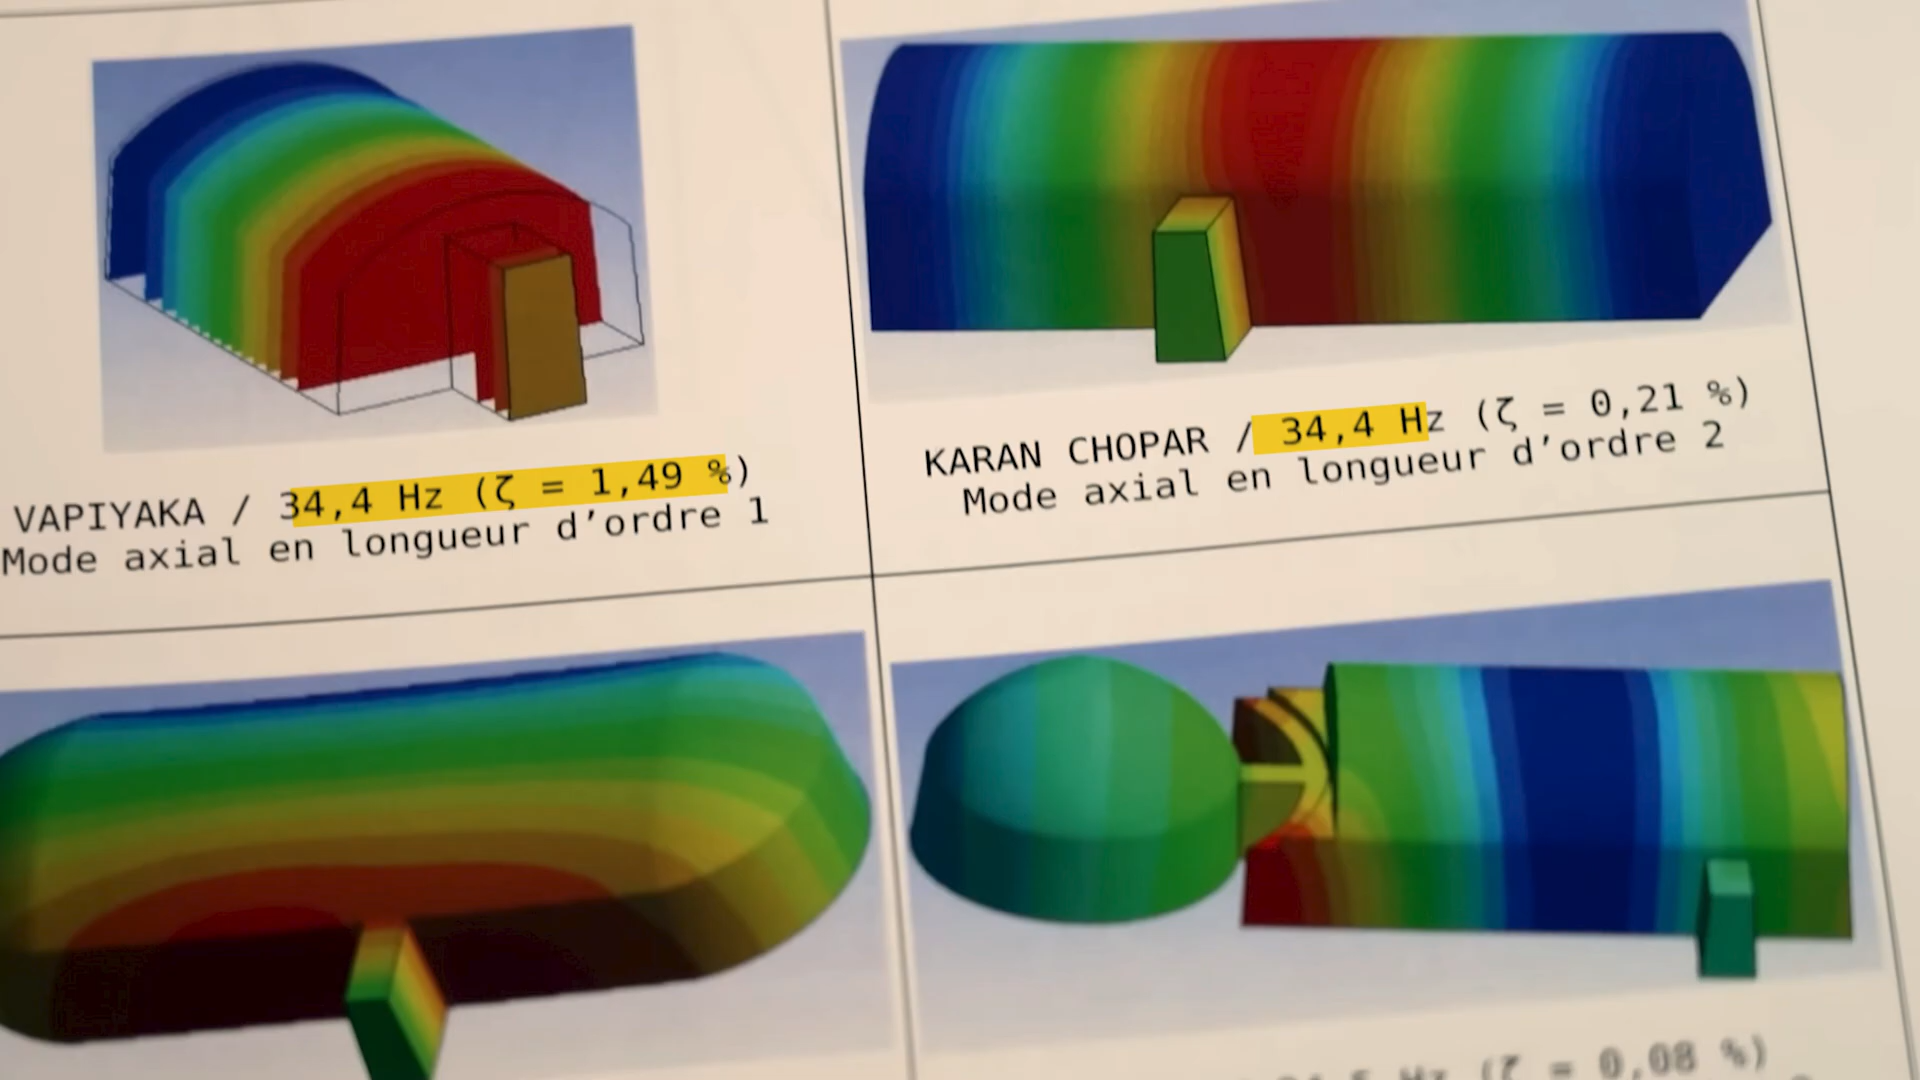 VAPIYAKA / 34,4 Hz (ζ = 1,49 %)
Mode axial en longueur d’ordre 1
KARAN CHOPAR / 34,4 Hz (ζ = 0,21 %)
Mode axial en longueur d’ordre 2
Hz (ζ = 0,08 %)